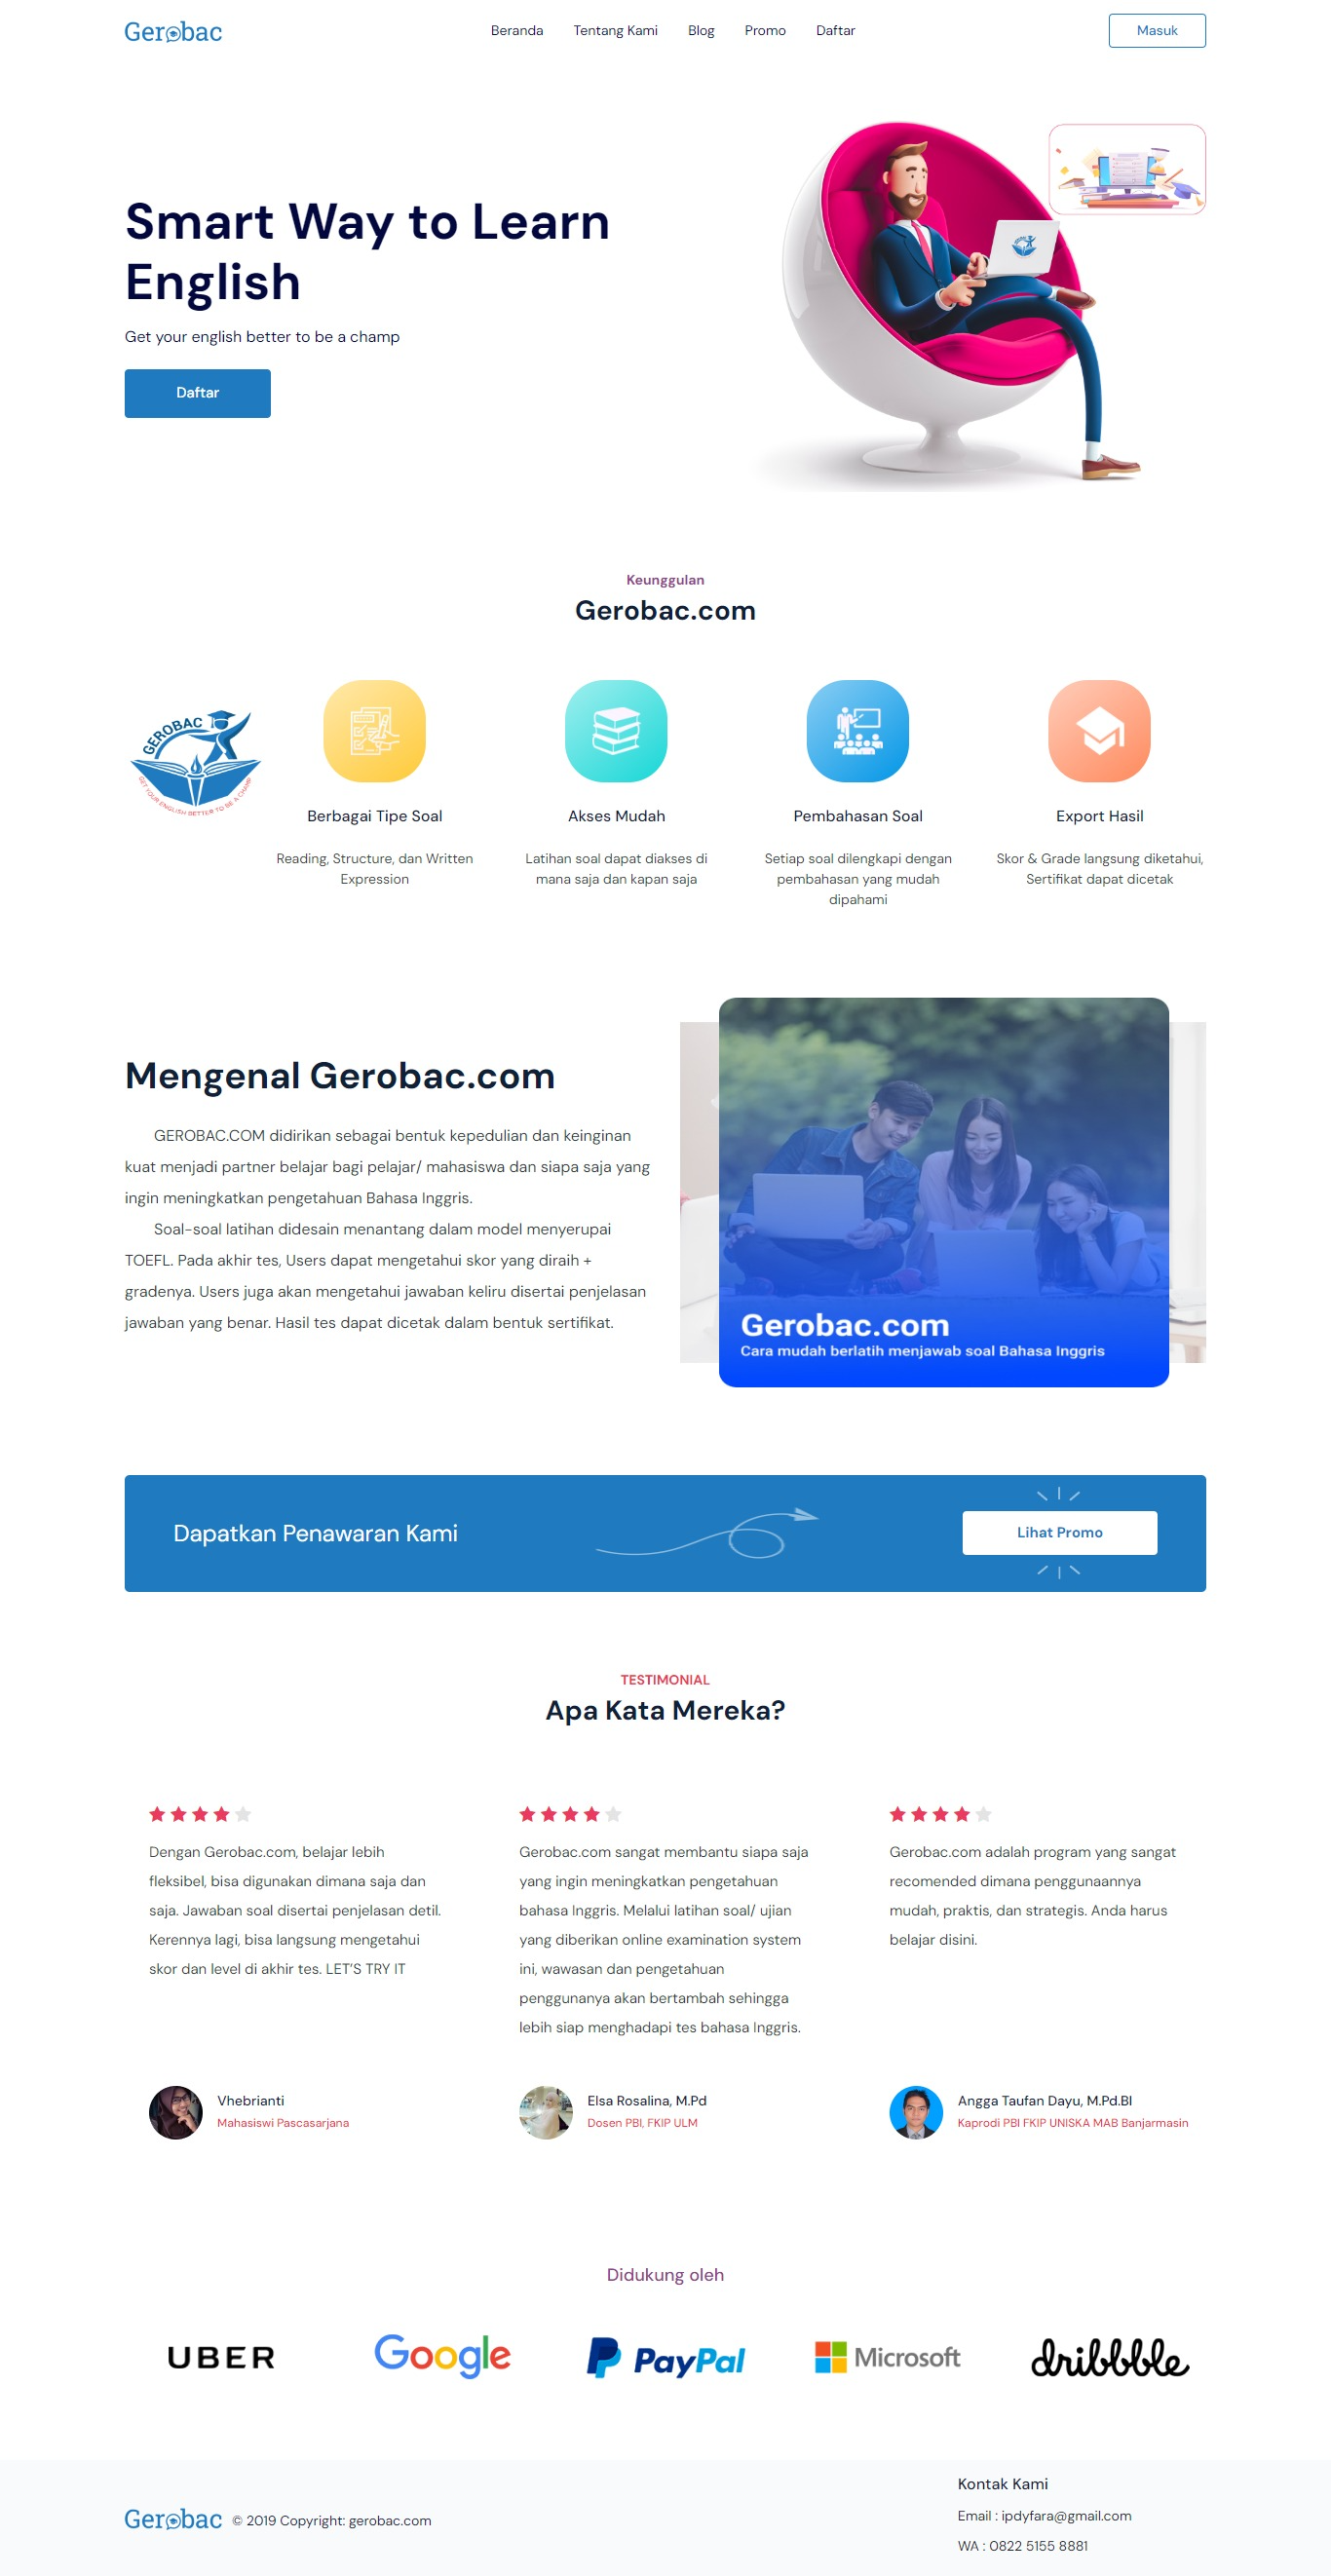 Gerobac
Beranda
Tentang Kami
Blog
Promo
Daftar
Masuk
Smart Way to Learn
English
Get your english better to be a champ
Daftar
Keunggulan
Gerobac.com
GEROBAC
GET YOUR ENGLISH BETTER TO BE A CHAMP
Berbagai Tipe Soal
Reading, Structure, dan Written
Expression
Akses Mudah
Latihan soal dapat diakses di
mana saja dan kapan saja
Pembahasan Soal
Setiap soal dilengkapi dengan
pembahasan yang mudah
dipahami
Export Hasil
Skor & Grade langsung diketahui,
Sertifikat dapat dicetak
Mengenal Gerobac.com
GEROBAC.COM didirikan sebagai bentuk kepedulian dan keinginan
kuat menjadi partner belajar bagi pelajar/ mahasiswa dan siapa saja yang
ingin meningkatkan pengetahuan Bahasa Inggris.
Soal-soal latihan didesain menantang dalam model menyerupai
TOEFL. Pada akhir tes, Users dapat mengetahui skor yang diraih +
gradenya. Users juga akan mengetahui jawaban keliru disertai penjelasan
jawaban yang benar. Hasil tes dapat dicetak dalam bentuk sertifikat.
Gerobac.com
Cara mudah berlatih menjawab soal Bahasa Inggris
Dapatkan Penawaran Kami
Lihat Promo
TESTIMONIAL
Apa Kata Mereka?
Dengan Gerobac.com, belajar lebih
fleksibel, bisa digunakan dimana saja dan
saja. Jawaban soal disertai penjelasan detil.
Kerennya lagi, bisa langsung mengetahui
skor dan level di akhir tes. LET'S TRY IT
Vhebrianti
Mahasiswi Pascasarjana
Gerobac.com sangat membantu siapa saja
yang ingin meningkatkan pengetahuan
bahasa Inggris. Melalui latihan soal/ ujian
yang diberikan online examination system
ini, wawasan dan pengetahuan
penggunanya akan bertambah sehingga
lebih siap menghadapi tes bahasa Inggris.
Elsa Rosalina, M.Pd
Dosen PBI, FKIP ULM
Gerobac.com adalah program yang sangat
recomended dimana penggunaannya
mudah, praktis, dan strategis. Anda harus
belajar disini.
Angga Taufan Dayu, M.Pd.BI
Kaprodi PBI FKIP UNISKA MAB Banjarmasin
Didukung oleh
UBER
Google
PayPal
Microsoft
dribbble
Gerobac
© 2019 Copyright: gerobac.com
Kontak Kami
Email : ipdyfara@gmail.com
WA : 0822 5155 8881